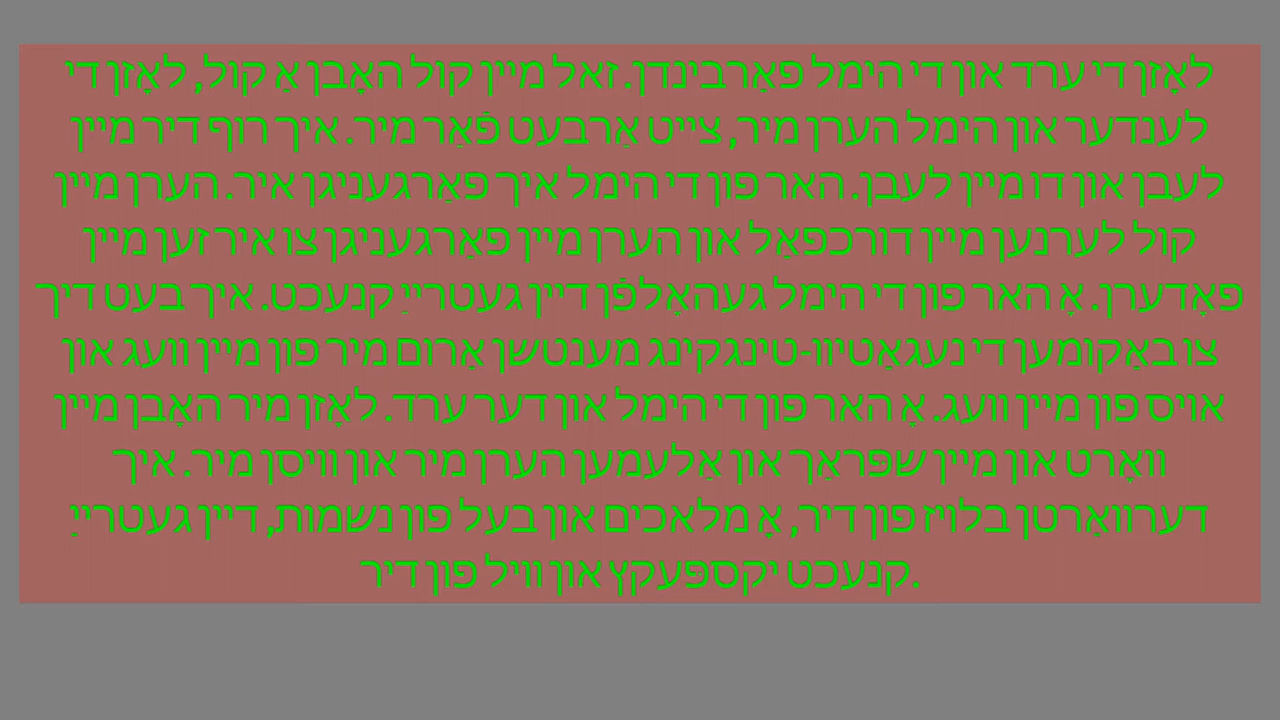 לאָזן די ערד און די הימל פאַרבינדן. זאל מיין קול האָבן אַ קול, לאָזן די
לענדער און הימל הערן מיר, צייט אַרבעט פֿאַר מיר. איך רוף דיר מיין
לעבן און דו מיין לעבן. האר פון די הימל איך פאַרגעניגן איר. הערן מיין
קול לערנען מיין דורכפאַל און הערן מיין פאַרגעניגן צו איר זען מיין
פאָדערן. אָ האר פון די הימל געהאָלפֿן דיין געטרייַ קנעכט. איך בעט דיך
צו באַקומען די נעגאַטיוו-טינגקינג מענטשן אַרום מיר פון מיין וועג און
אויס פון מיין וועג. אָ האר פון די הימל און דער ערד. לאָזן מיר האָבן מיין
וואָרט און מיין שפּראַך און אַלעמען הערן מיר און וויסן מיר. איך
דערוואָרטן בלויז פון דיר, אָ מלאכים און בעל פון נשמות, דיין געטרייַ
קנעכט יקספּעקץ און וויל פון דיר.